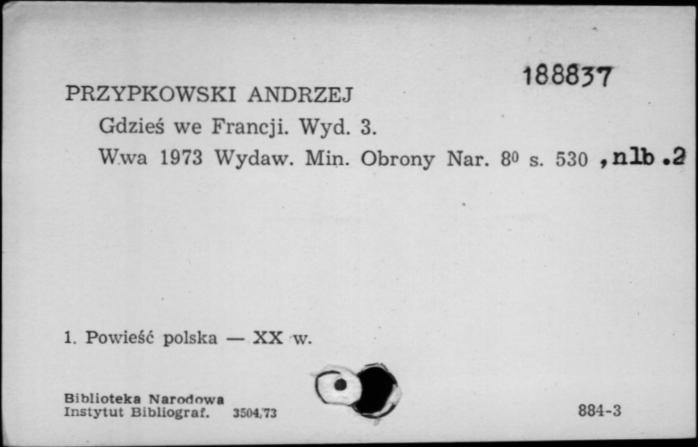 188837
PRZYPKOWSKI ANDRZEJ
Gdzieś we Francji. Wyd. 3.
W.wa 1973 Wydaw. Min. Obrony Nar. 8⁰ s. 530 ,nlb.2
1. Powieść polska — XX w.
Biblioteka Narodowa
Instytut Bibliograf. 3504/73
884-3